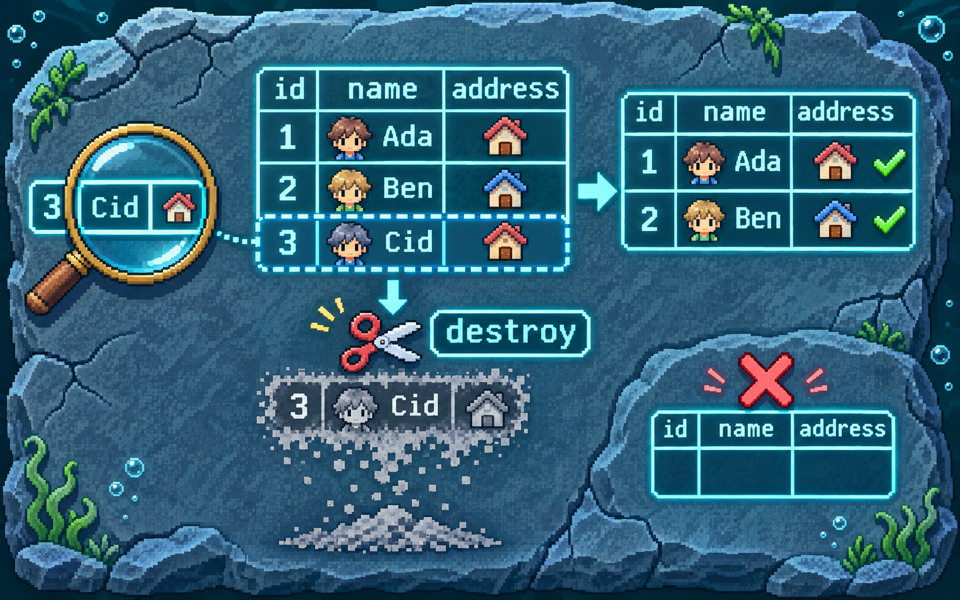 id name address
1 Ada
2 Ben
3 Cid
3 Cid
id name address
1 Ada
2 Ben
destroy
3 Cid
id name address